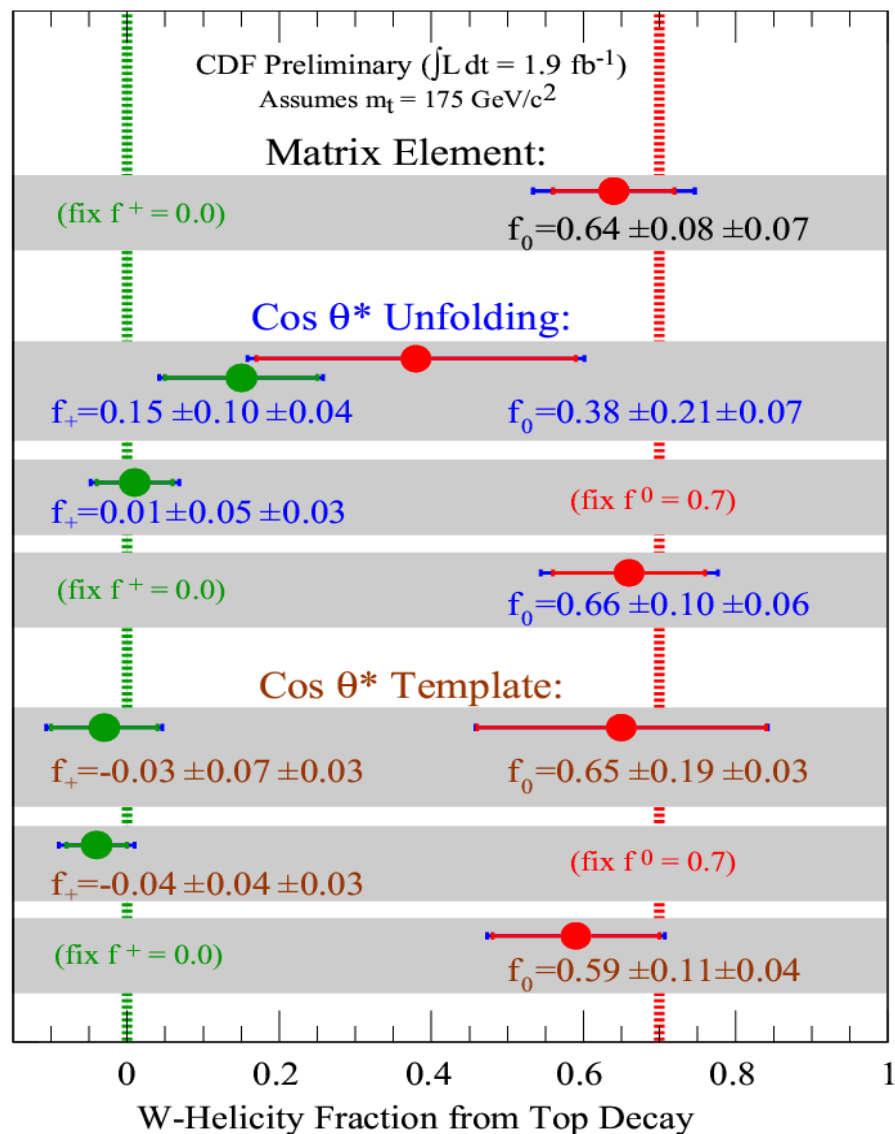 CDF Preliminary (∫L dt = 1.9 fb⁻¹)
Assumes mₜ = 175 GeV/c²
Matrix Element:
(fix f⁺ = 0.0)
f₀=0.64 ±0.08 ±0.07
Cos θ* Unfolding:
f₊=0.15 ±0.10 ±0.04 f₀=0.38 ±0.21±0.07
f₊=0.01±0.05 ±0.03 (fix f⁰ = 0.7)
(fix f⁺ = 0.0) f₀=0.66 ±0.10 ±0.06
Cos θ* Template:
f₊=-0.03 ±0.07 ±0.03 f₀=0.65 ±0.19 ±0.03
f₊=-0.04 ±0.04 ±0.03 (fix f⁰ = 0.7)
(fix f⁺ = 0.0) f₀=0.59 ±0.11±0.04
0 0.2 0.4 0.6 0.8 1
W-Helicity Fraction from Top Decay